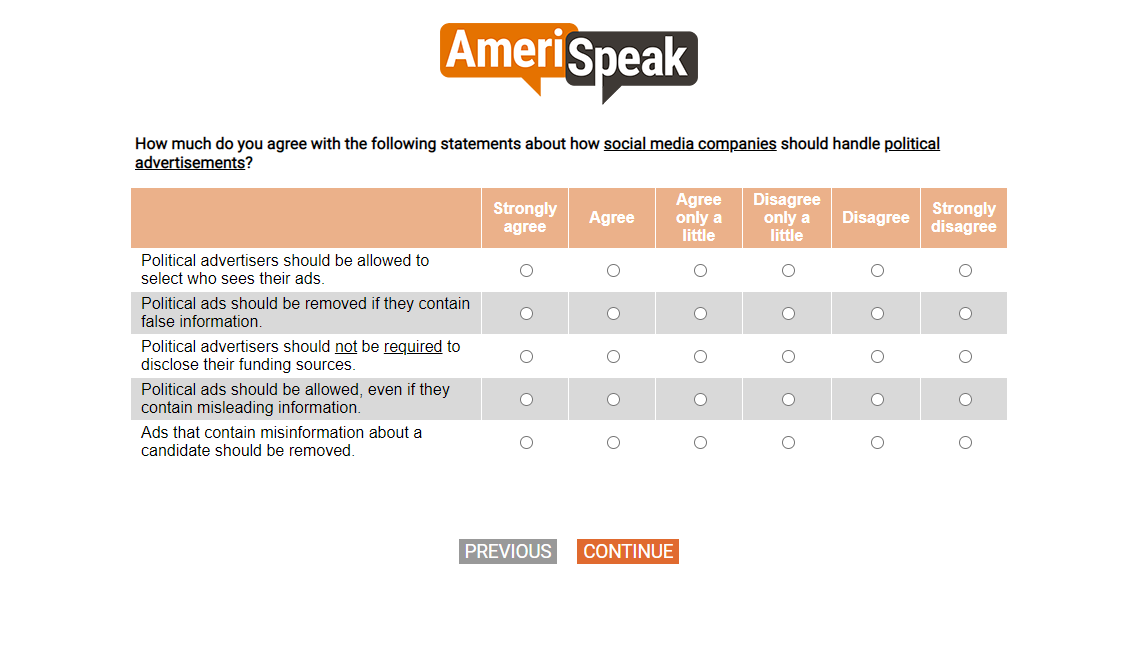 AmeriSpeak
How much do you agree with the following statements about how social media companies should handle political
advertisements?
Strongly agree
Agree
Agree only a little
Disagree only a little
Disagree
Strongly disagree
Political advertisers should be allowed to
select who sees their ads.
Political ads should be removed if they contain
false information.
Political advertisers should not be required to
disclose their funding sources.
Political ads should be allowed, even if they
contain misleading information.
Ads that contain misinformation about a
candidate should be removed.
PREVIOUS CONTINUE